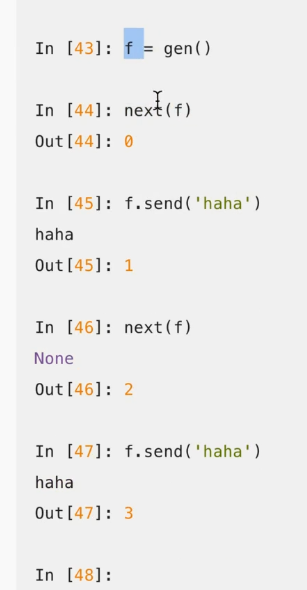 In [43]: f = gen()
In [44]: next(f)
Out[44]: 0
In [45]: f.send('haha')
haha
Out[45]: 1
In [46]: next(f)
None
Out[46]: 2
In [47]: f.send('haha')
haha
Out[47]: 3
In [48]: